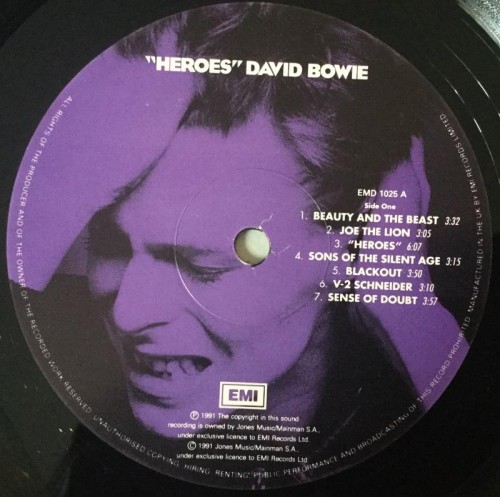 "HEROES" DAVID BOWIE
EMD 1025 A
Side One
1. BEAUTY AND THE BEAST 3:32
2. JOE THE LION 3:05
3. "HEROES" 6:07
4. SONS OF THE SILENT AGE 3:15
5. BLACKOUT 3:50
6. V-2 SCHNEIDER 3:10
7. SENSE OF DOUBT 3:57
EMI
℗ 1991 The copyright in this sound
recording is owned by Jones Music/Mainman S.A.,
under exclusive licence to EMI Records Ltd.
© 1991 Jones Music/Mainman S.A.,
under exclusive licence to EMI Records Ltd.
ALL RIGHTS OF THE PRODUCER AND OF THE OWNER OF THE RECORDED WORK RESERVED. UNAUTHORISED COPYING, HIRING, RENTING, PUBLIC PERFORMANCE AND BROADCASTING OF THIS RECORD PROHIBITED. MANUFACTURED IN THE UK BY EMI RECORDS LIMITED